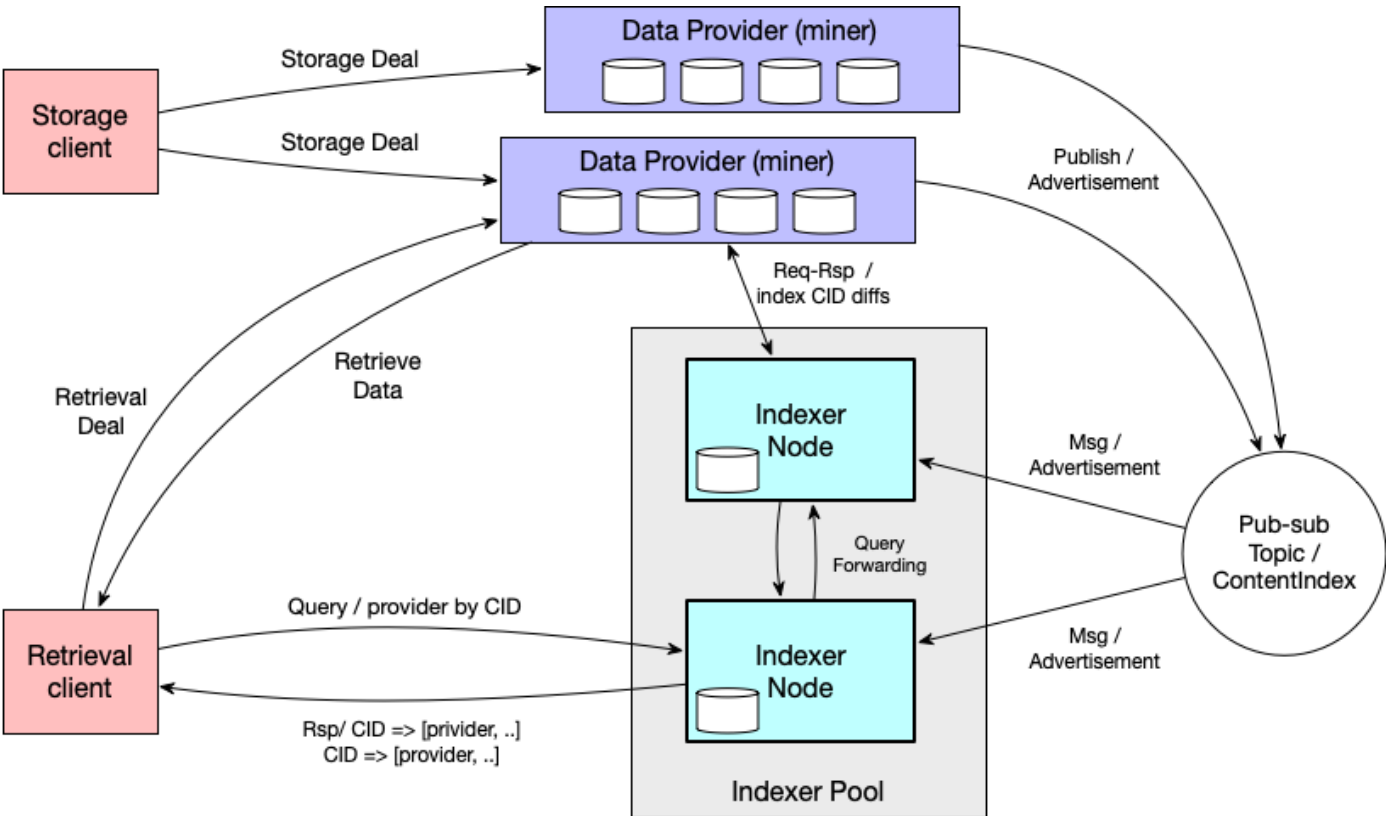 Data Provider (miner)
Storage Deal
Storage
client
Storage Deal
Data Provider (miner)
Publish /
Advertisement
Req-Rsp /
index CID diffs
Retrieve
Data
Retrieval
Deal
Indexer
Node
Msg /
Advertisement
Pub-sub
Topic /
ContentIndex
Query
Forwarding
Query / provider by CID
Retrieval
client
Indexer
Node
Msg /
Advertisement
Rsp/ CID => [privider, ..]
CID => [provider, ..]
Indexer Pool